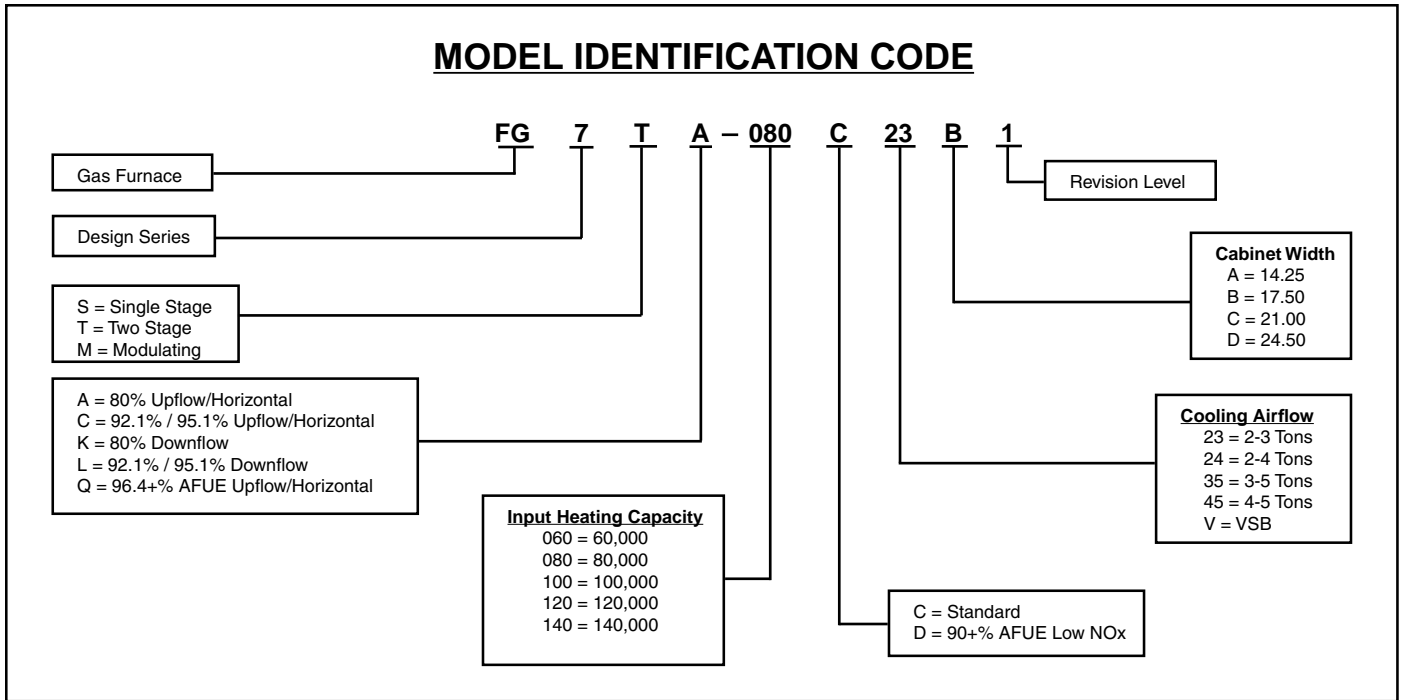 MODEL IDENTIFICATION CODE
FG 7 T A – 080 C 23 B 1
Gas Furnace
Design Series
S = Single Stage
T = Two Stage
M = Modulating
A = 80% Upflow/Horizontal
C = 92.1% / 95.1% Upflow/Horizontal
K = 80% Downflow
L = 92.1% / 95.1% Downflow
Q = 96.4+% AFUE Upflow/Horizontal
Input Heating Capacity
060 = 60,000
080 = 80,000
100 = 100,000
120 = 120,000
140 = 140,000
C = Standard
D = 90+% AFUE Low NOx
Cooling Airflow
23 = 2-3 Tons
24 = 2-4 Tons
35 = 3-5 Tons
45 = 4-5 Tons
V = VSB
Cabinet Width
A = 14.25
B = 17.50
C = 21.00
D = 24.50
Revision Level